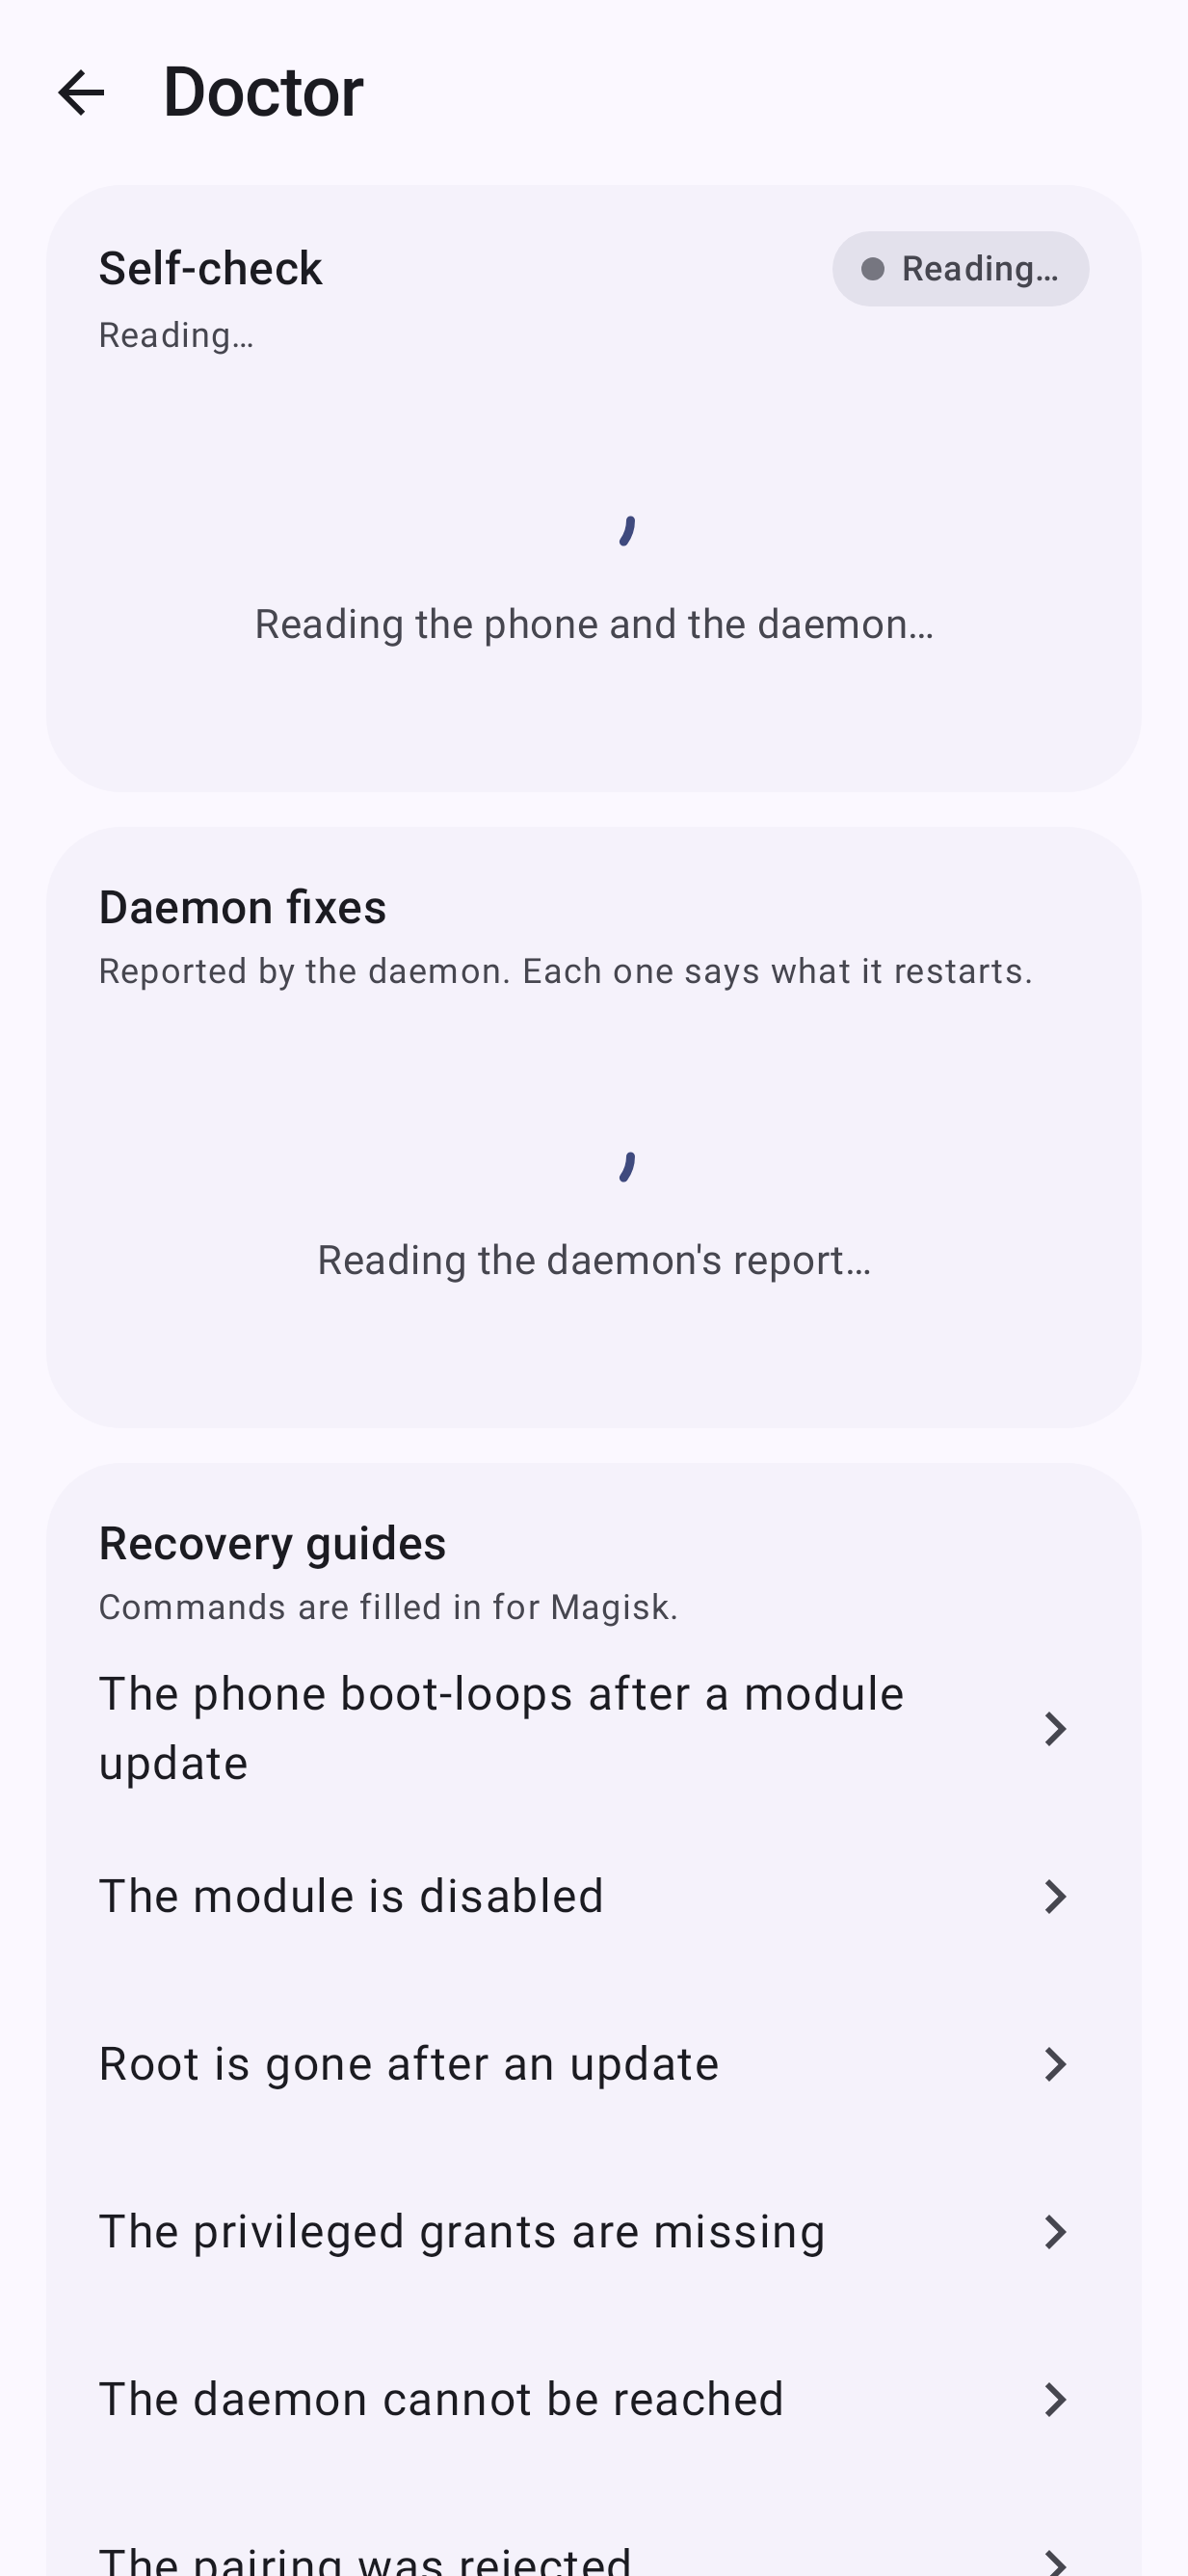 Doctor
Self-check
Reading…
Reading…
Reading the phone and the daemon…
Daemon fixes
Reported by the daemon. Each one says what it restarts.
Reading the daemon's report…
Recovery guides
Commands are filled in for Magisk.
The phone boot-loops after a module
update
The module is disabled
Root is gone after an update
The privileged grants are missing
The daemon cannot be reached
The pairing was rejected